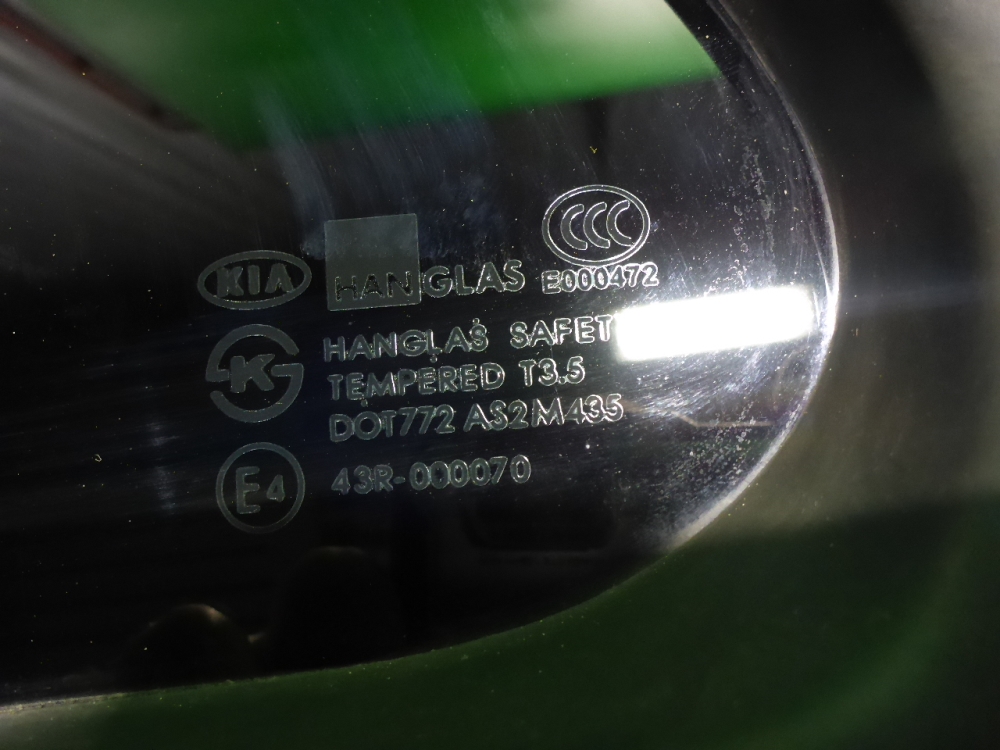 KIA HANGLAS CCC
E000472
K HANGLAS SAFET
TEMPERED T3.5
DOT772 AS2 M435
E4 43R-000070